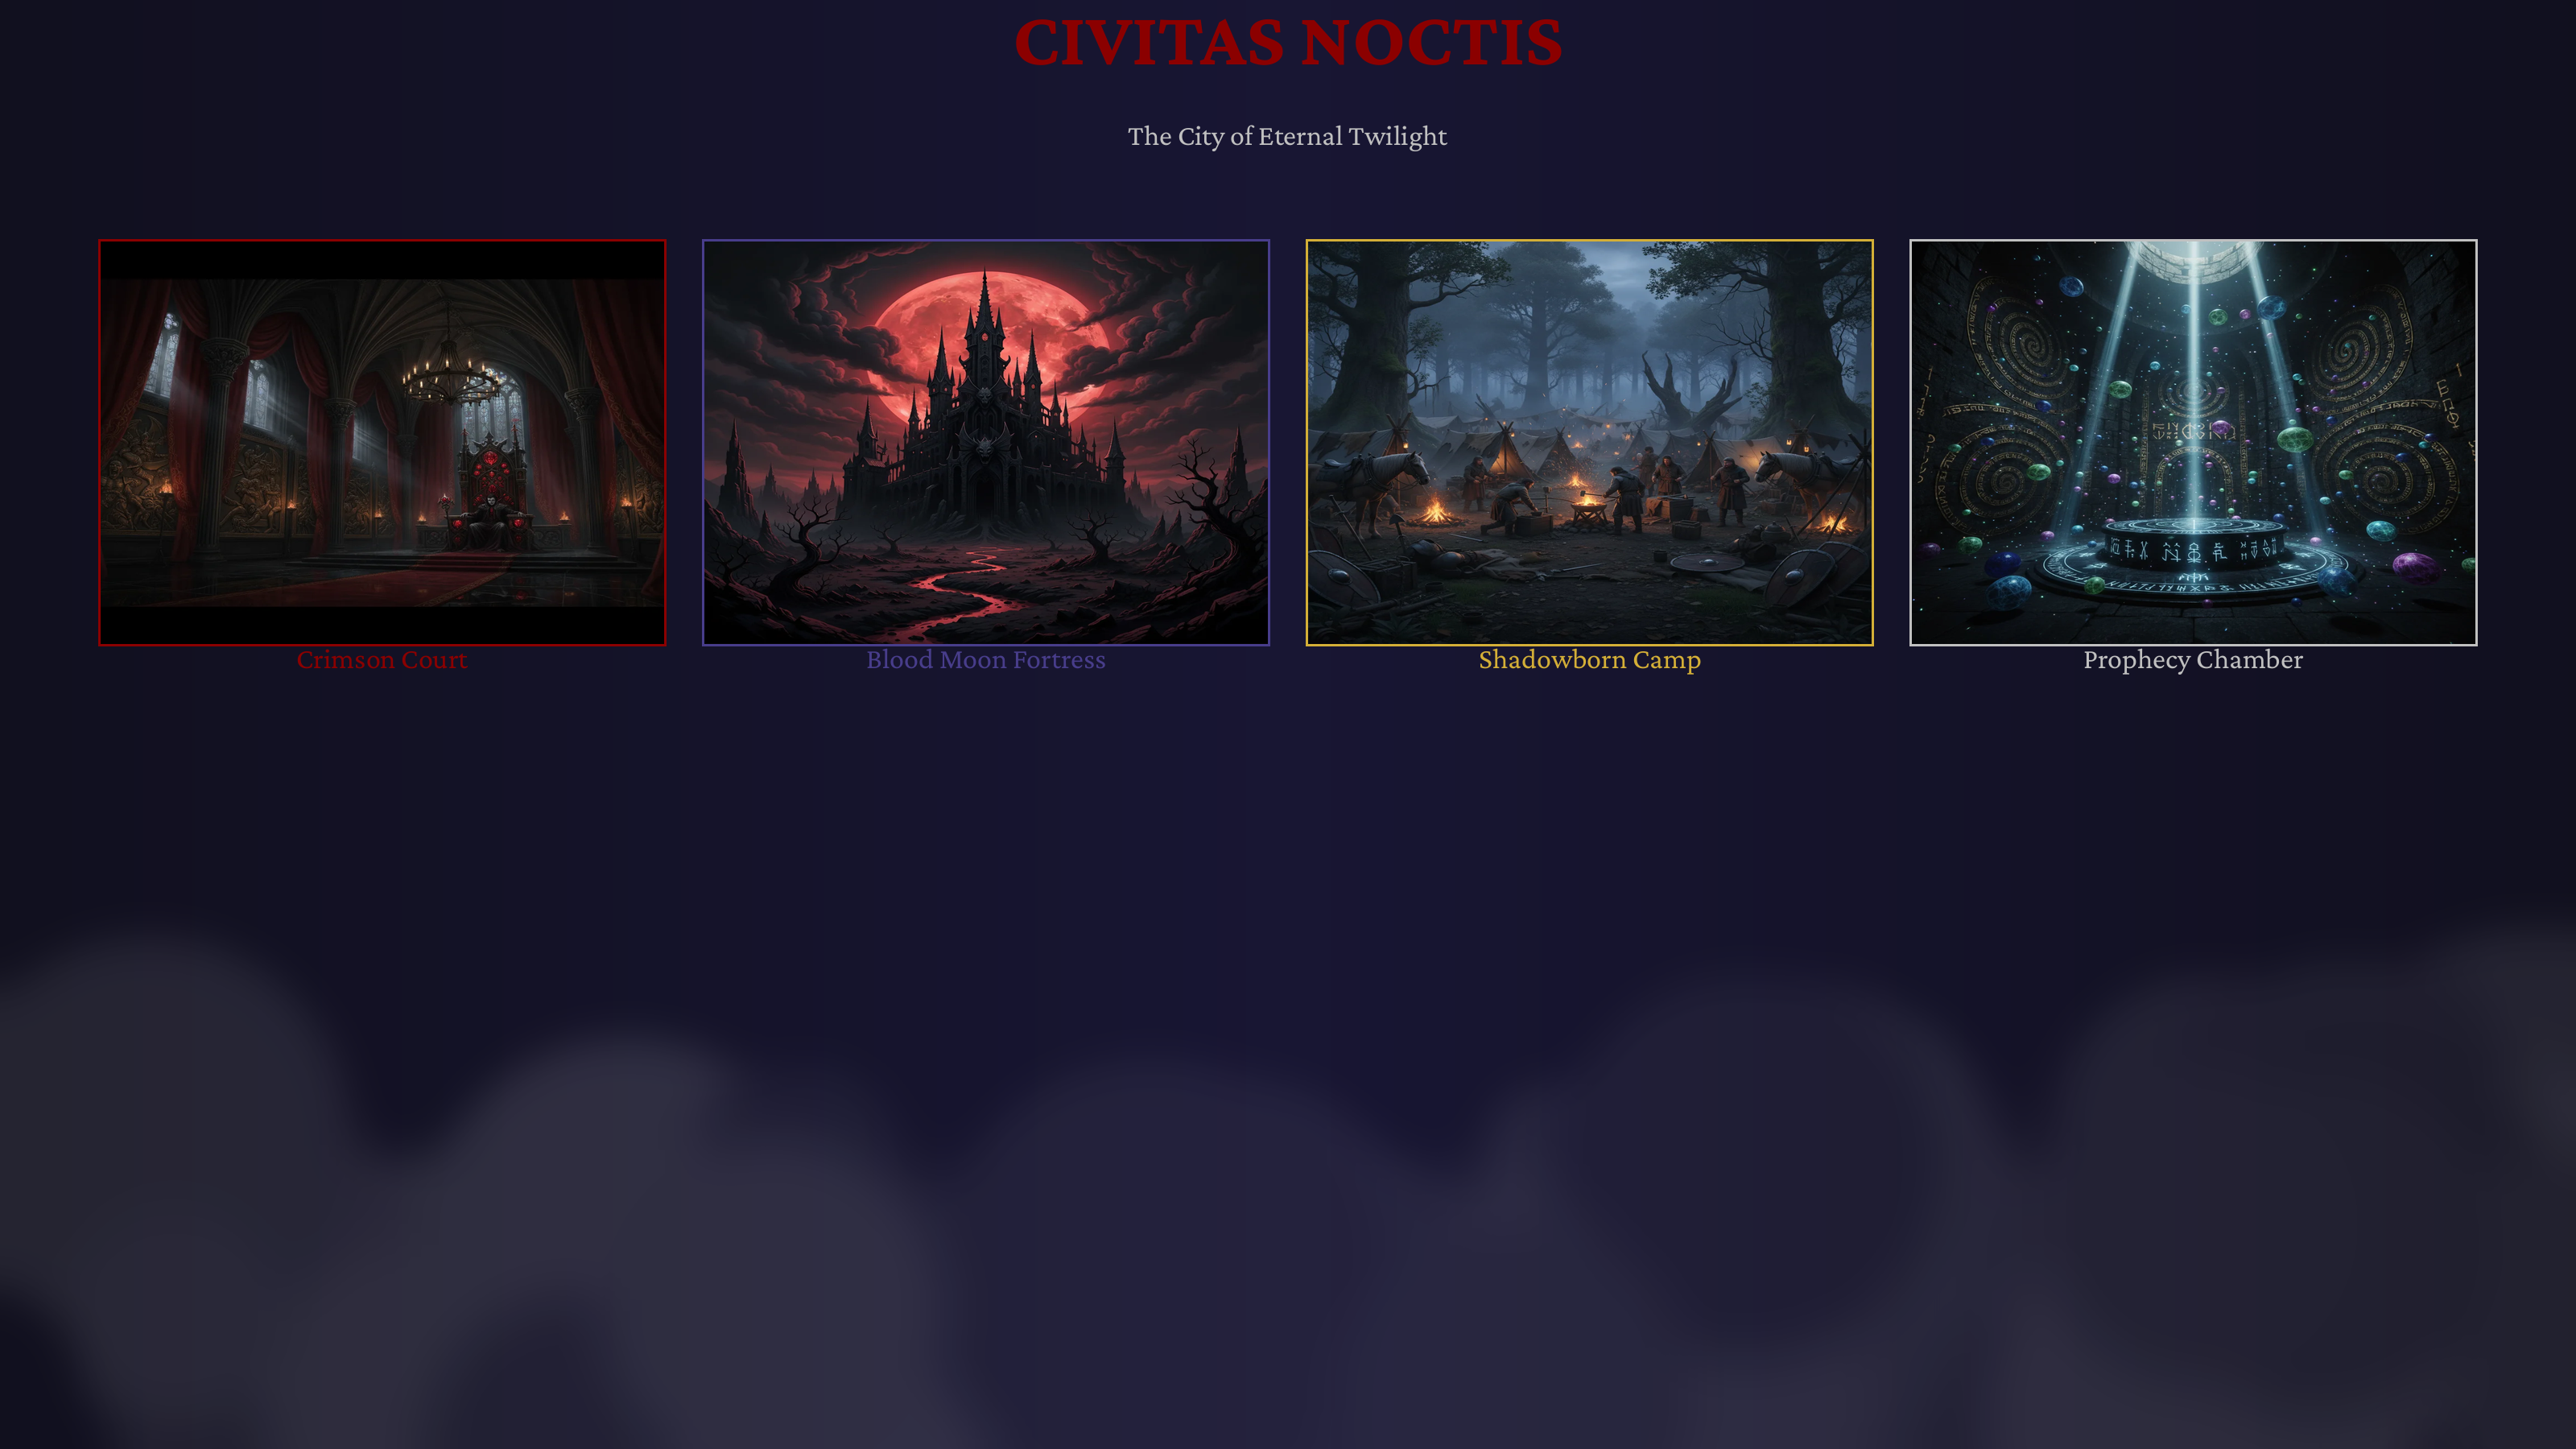 CIVITAS NOCTIS
The City of Eternal Twilight
Crimson Court
Blood Moon Fortress
Shadowborn Camp
Prophecy Chamber